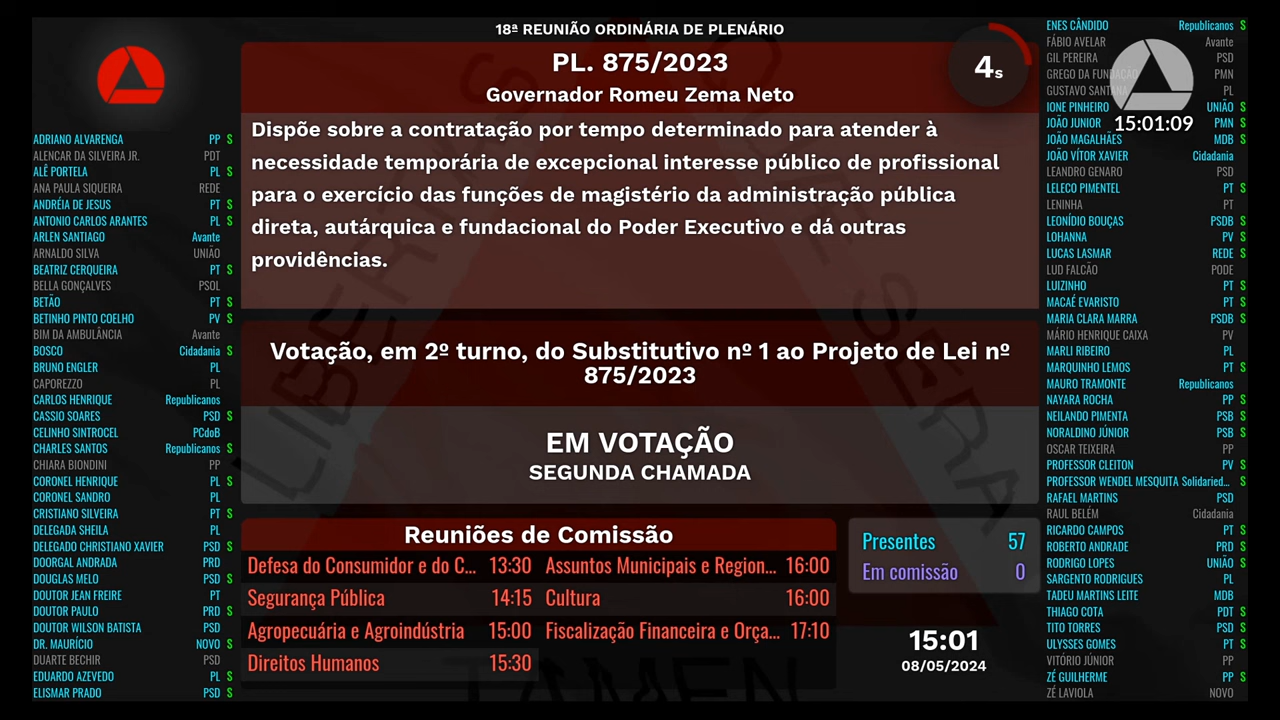 18ª REUNIÃO ORDINÁRIA DE PLENÁRIO
PL. 875/2023
Governador Romeu Zema Neto
4s
Dispõe sobre a contratação por tempo determinado para atender à
necessidade temporária de excepcional interesse público de profissional
para o exercício das funções de magistério da administração pública
direta, autárquica e fundacional do Poder Executivo e dá outras
providências.
Votação, em 2º turno, do Substitutivo nº 1 ao Projeto de Lei nº
875/2023
EM VOTAÇÃO
SEGUNDA CHAMADA
Reuniões de Comissão
Defesa do Consumidor e do C... 13:30 Assuntos Municipais e Region... 16:00
Segurança Pública 14:15 Cultura 16:00
Agropecuária e Agroindústria 15:00 Fiscalização Financeira e Orça... 17:10
Direitos Humanos 15:30
Presentes 57
Em comissão 0
15:01
08/05/2024
ADRIANO ALVARENGA PP S
ALENCAR DA SILVEIRA JR. PDT
ALÊ PORTELA PL S
ANA PAULA SIQUEIRA REDE
ANDRÉIA DE JESUS PT S
ANTONIO CARLOS ARANTES PL S
ARLEN SANTIAGO Avante
ARNALDO SILVA UNIÃO
BEATRIZ CERQUEIRA PT S
BELLA GONÇALVES PSOL
BETÃO PT S
BETINHO PINTO COELHO PV S
BIM DA AMBULÂNCIA Avante
BOSCO Cidadania S
BRUNO ENGLER PL
CAPOREZZO PL
CARLOS HENRIQUE Republicanos
CASSIO SOARES PSD S
CELINHO SINTROCEL PCdoB
CHARLES SANTOS Republicanos S
CHIARA BIONDINI PP
CORONEL HENRIQUE PL S
CORONEL SANDRO PL
CRISTIANO SILVEIRA PT S
DELEGADA SHEILA PL
DELEGADO CHRISTIANO XAVIER PSD S
DOORGAL ANDRADA PRD
DOUGLAS MELO PSD S
DOUTOR JEAN FREIRE PT
DOUTOR PAULO PRD S
DOUTOR WILSON BATISTA PSD
DR. MAURÍCIO NOVO S
DUARTE BECHIR PSD
EDUARDO AZEVEDO PL S
ELISMAR PRADO PSD S
ENES CÂNDIDO Republicanos S
FÁBIO AVELAR Avante
GIL PEREIRA PSD
GREGO DA FUNDAÇÃO PMN
GUSTAVO SANTANA PL
IONE PINHEIRO UNIÃO S
JOÃO JUNIOR PMN S
15:01:09
JOÃO MAGALHÃES MDB S
JOÃO VÍTOR XAVIER Cidadania
LEANDRO GENARO PSD
LELECO PIMENTEL PT S
LENINHA PT
LEONÍDIO BOUÇAS PSDB S
LOHANNA PV S
LUCAS LASMAR REDE S
LUD FALCÃO PODE
LUIZINHO PT S
MACAÉ EVARISTO PT S
MARIA CLARA MARRA PSDB S
MÁRIO HENRIQUE CAIXA PV
MARLI RIBEIRO PL
MARQUINHO LEMOS PT S
MAURO TRAMONTE Republicanos
NAYARA ROCHA PP S
NEILANDO PIMENTA PSB S
NORALDINO JÚNIOR PSB S
OSCAR TEIXEIRA PP
PROFESSOR CLEITON PV S
PROFESSOR WENDEL MESQUITA Solidaried... S
RAFAEL MARTINS PSD
RAUL BELÉM Cidadania
RICARDO CAMPOS PT S
ROBERTO ANDRADE PRD S
RODRIGO LOPES UNIÃO S
SARGENTO RODRIGUES PL
TADEU MARTINS LEITE MDB
THIAGO COTA PDT S
TITO TORRES PSD S
ULYSSES GOMES PT S
VITÓRIO JÚNIOR PP
ZÉ GUILHERME PP S
ZÉ LAVIOLA NOVO